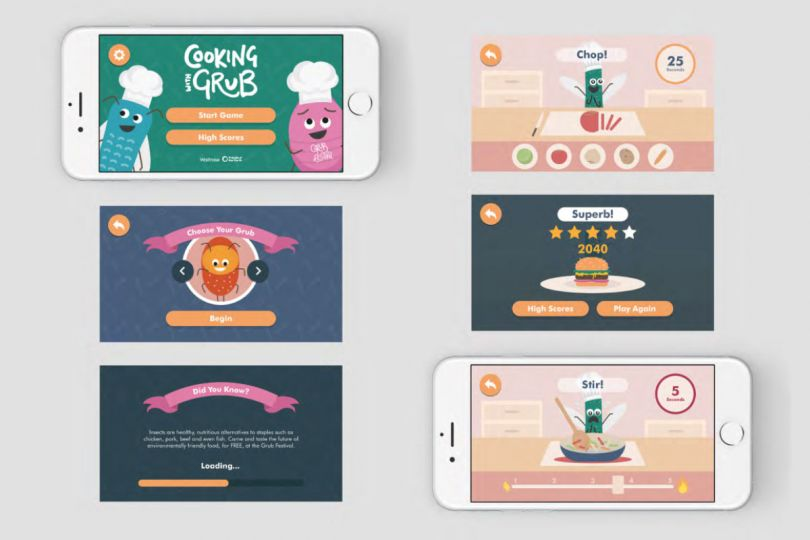 COOKING
WITH GRUB
Start Game
High Scores
Waitrose
GRUB
Choose Your Grub
Begin
Did You Know?
Insects are healthy, nutritious alternatives to staples such as
chicken, pork, beef and even fish. Come and taste the future of
environmentally friendly food, for FREE, at the Grub Festival.
Loading...
Chop!
25
Seconds
Superb!
2040
High Scores
Play Again
Stir!
5
Seconds
1 2 3 4 5